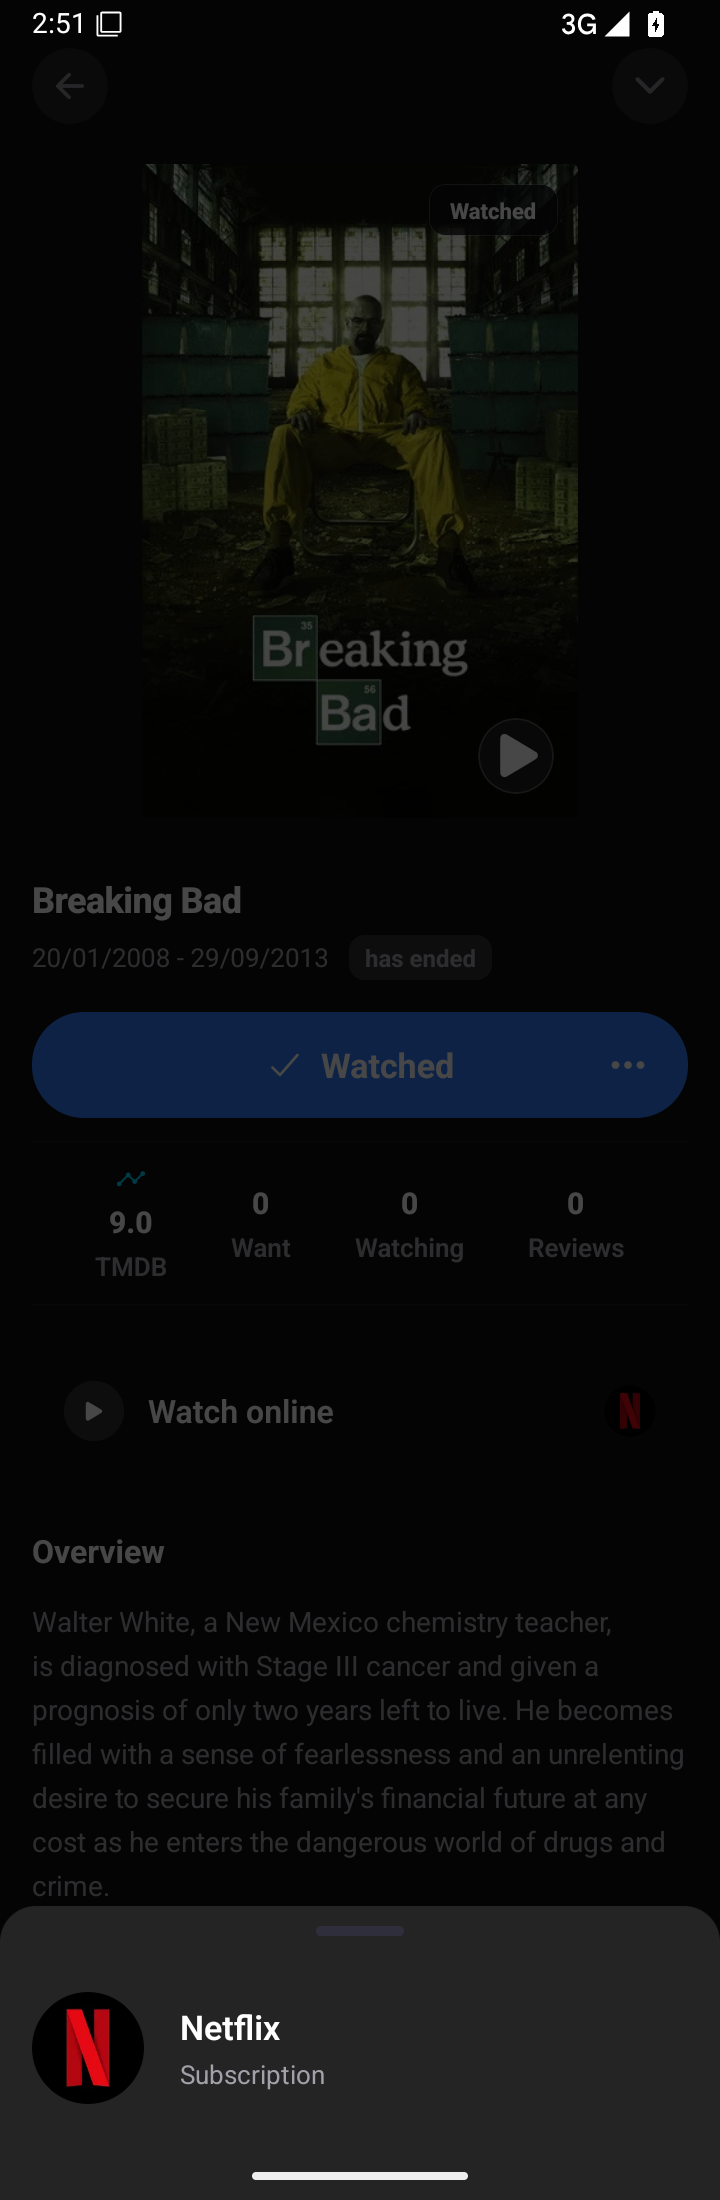 2:51
3G
Watched
35
Breaking
56
Bad
Breaking Bad
20/01/2008 - 29/09/2013 has ended
Watched
9.0
TMDB
0
Want
0
Watching
0
Reviews
Watch online
N
Overview
Walter White, a New Mexico chemistry teacher,
is diagnosed with Stage III cancer and given a
prognosis of only two years left to live. He becomes
filled with a sense of fearlessness and an unrelenting
desire to secure his family's financial future at any
cost as he enters the dangerous world of drugs and
crime.
N
Netflix
Subscription